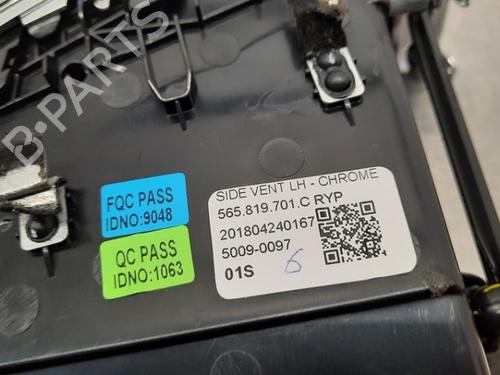 B-PARTS
FQC PASS
IDNO:9048
QC PASS
IDNO:1063
SIDE VENT LH - CHROME
565.819.701.C RYP
201804240167
5009-0097
01S
6